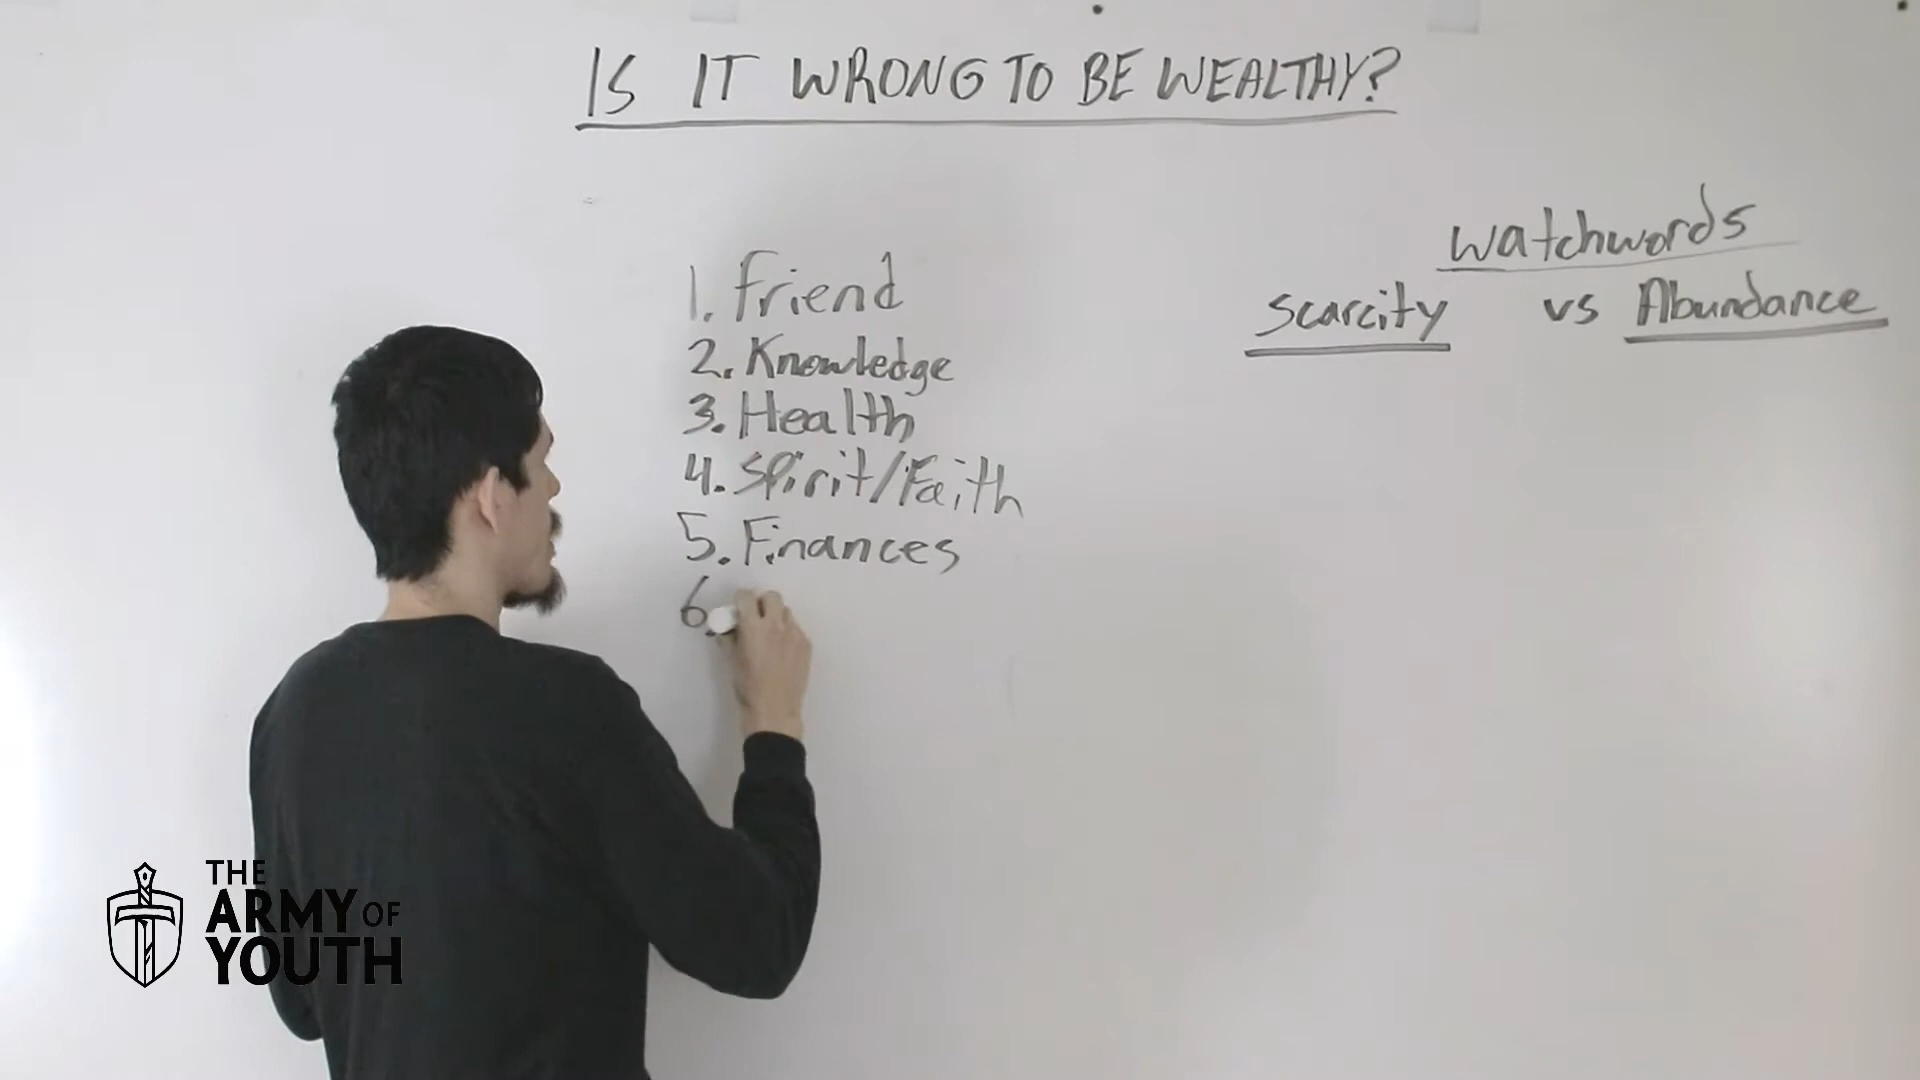 IS IT WRONG TO BE WEALTHY?
watchwords
scarcity vs Abundance
1. Friend
2. Knowledge
3. Health
4. Spirit/Faith
5. Finances
6.
THE
ARMY OF
YOUTH